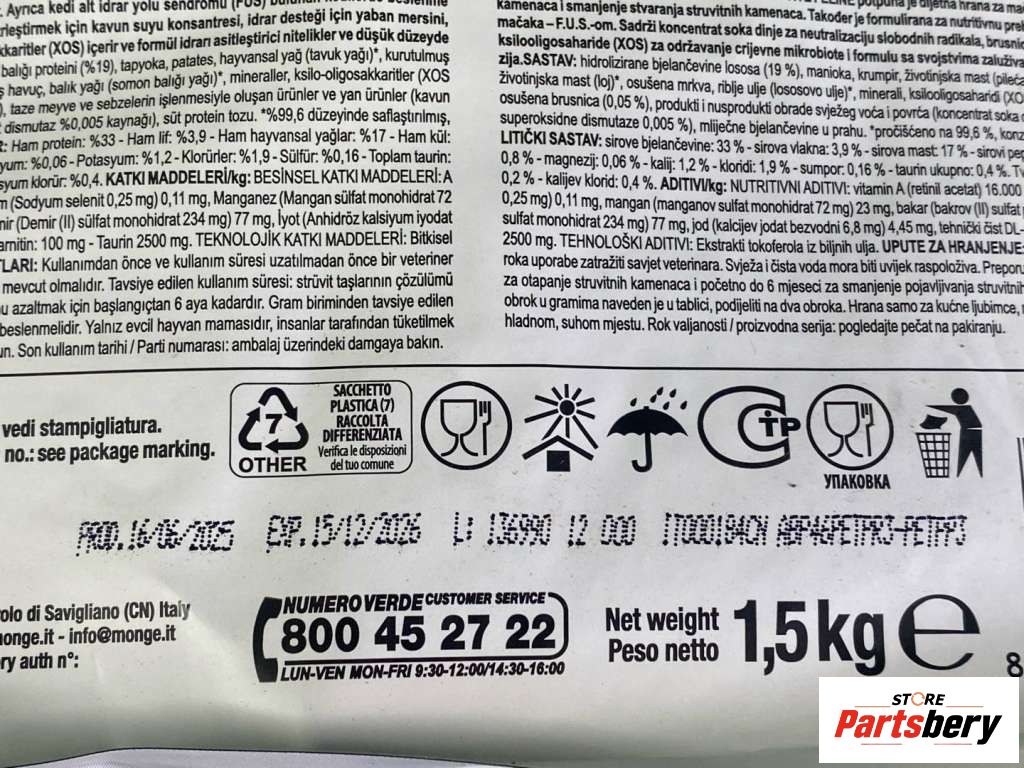 Ayrıca kedi alt idrar yolu sendromu (FUS) bulunan
rleştirmek için kavun suyu konsantresi, idrar desteği için yaban mersini,
akkaritler (XOS) içerir ve formül idrarı asitleştirici nitelikler ve düşük düzeyde
balığı proteini (%19), tapyoka, patates, hayvansal yağ (tavuk yağı)*, kurutulmuş
ş havuç, balık yağı (somon balığı yağı)*, mineraller, ksilo-oligosakkaritler (XOS
), taze meyve ve sebzelerin işlenmesiyle oluşan ürünler ve yan ürünler (kavun
dismutaz %0,005 kaynağı), süt protein tozu. *%99,6 düzeyinde saflaştırılmış,
R: Ham protein: %33 - Ham lif: %3,9 - Ham hayvansal yağlar: %17 - Ham kül:
yum: %0,06 - Potasyum: %1,2 - Klorürler: %1,9 - Sülfür: %0,16 - Toplam taurin:
syum klorür: %0,4. KATKI MADDELERİ/kg: BESİNSEL KATKI MADDELERİ: A
m (Sodyum selenit 0,25 mg) 0,11 mg, Manganez (Mangan sülfat monohidrat 72
mir (Demir (II) sülfat monohidrat 234 mg) 77 mg, İyot (Anhidröz kalsiyum iyodat
arnitin: 100 mg - Taurin 2500 mg. TEKNOLOJİK KATKI MADDELERİ: Bitkisel
TLARI: Kullanımdan önce ve kullanım süresi uzatılmadan önce bir veteriner
mevcut olmalıdır. Tavsiye edilen kullanım süresi: strüvit taşlarının çözülümü
u azaltmak için başlangıçtan 6 aya kadardır. Gram biriminden tavsiye edilen
beslenmelidir. Yalnız evcil hayvan mamasıdır, insanlar tarafından tüketilmek
un. Son kullanım tarihi / Parti numarası: ambalaj üzerindeki damgaya bakın.
kamenaca i smanjenje stvaranja struvitnih kamenaca. Također je formulirana za nutritivnu
mačaka – F.U.S.-om. Sadrži koncentrat soka dinje za neutralizaciju slobodnih radikala, brusnic
ksilooligosaharide (XOS) za održavanje crijevne mikrobiote i formulu sa svojstvima
zija. SASTAV: hidrolizirane bjelančevine lososa (19 %), manioka, krumpir, životinjska mast (pileća
životinjska mast (loj)*, osušena mrkva, riblje ulje (lososovo ulje)*, minerali, ksilooligosaharidi (XO
osušena brusnica (0,05 %), produkti i nusprodukti obrade svježeg voća i povrća (koncentrat soka
superoksidne dismutaze 0,005 %), mliječne bjelančevine u prahu. *pročišćeno na 99,6 %, konz
LITIČKI SASTAV: sirove bjelančevine: 33 % - sirova vlakna: 3,9 % - sirova mast: 17 % - sirovi pep
0,8 % - magnezij: 0,06 % - kalij: 1,2 % - kloridi: 1,9 % - sumpor: 0,16 % - taurin ukupno: 0,4 %. Tv
0,2 % - kalijev klorid: 0,4 %. ADITIVI/kg: NUTRITIVNI ADITIVI: vitamin A (retinil acetat) 16.000
0,25 mg) 0,11 mg, mangan (manganov sulfat monohidrat 72 mg) 23 mg, bakar (bakrov (II) sulfat
sulfat monohidrat 234 mg) 77 mg, jod (kalcijev jodat bezvodni 6,8 mg) 4,45 mg, tehnički čist DL-
2500 mg. TEHNOLOŠKI ADITIVI: Ekstrakti tokoferola iz biljnih ulja. UPUTE ZA HRANJENJE:
roka uporabe zatražiti savjet veterinara. Svježa i čista voda mora biti uvijek raspoloživa. Prepor
za otapanje struvitnih kamenaca i početno do 6 mjeseci za smanjenje pojavljivanja struvitnih
obrok u gramima naveden je u tablici, podijeliti na dva obroka. Hrana samo za kućne ljubimce,
hladnom, suhom mjestu. Rok valjanosti / proizvodna serija: pogledajte pečat na pakiranju.
vedi stampigliatura.
no.: see package marking.
7
OTHER
SACCHETTO
PLASTICA (7)
RACCOLTA
DIFFERENZIATA
Verifica le disposizioni
del tuo comune
СТР
УПАКОВКА
PROD. 16/06/2025 EXP. 15/12/2026 L: 136990 12 000 IT000184CN ABP46PETPR3-PETPP3
rolo di Savigliano (CN) Italy
monge.it - info@monge.it
ry auth n°:
NUMERO VERDE CUSTOMER SERVICE
800 45 27 22
LUN-VEN MON-FRI 9:30-12:00/14:30-16:00
Net weight
Peso netto
1,5 kg e
8
STORE
Partsbery